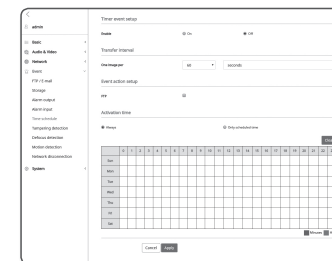 admin
Basic
Audio & Video
Network
Event
FTP / E-mail
Storage
Alarm output
Alarm input
Time schedule
Tampering detection
Defocus detection
Motion detection
Network disconnection
System
Timer event setup
Enable On Off
Transfer interval
One image per 60 seconds
Event action setup
FTP
Activation time
Always Only scheduled time
0 1 2 3 4 5 6 7 8 9 10 11 12 13 14 15 16 17 18 19 20 21 22
Sun
Mon
Tue
Wed
Thu
Fri
Sat
Minutes
Cancel Apply